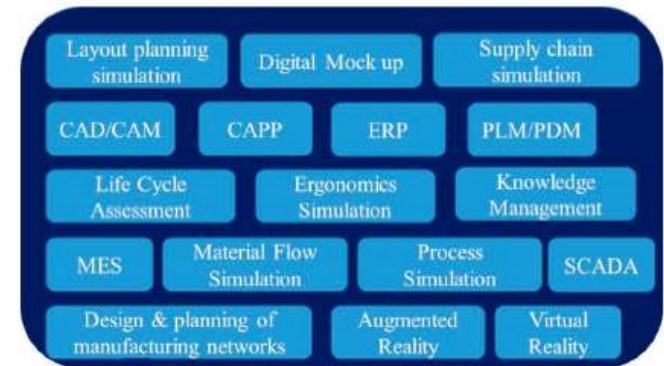 Layout planning
simulation
Digital Mock up
Supply chain
simulation
CAD/CAM
CAPP
ERP
PLM/PDM
Life Cycle
Assessment
Ergonomics
Simulation
Knowledge
Management
MES
Material Flow
Simulation
Process
Simulation
SCADA
Design & planning of
manufacturing networks
Augmented
Reality
Virtual
Reality